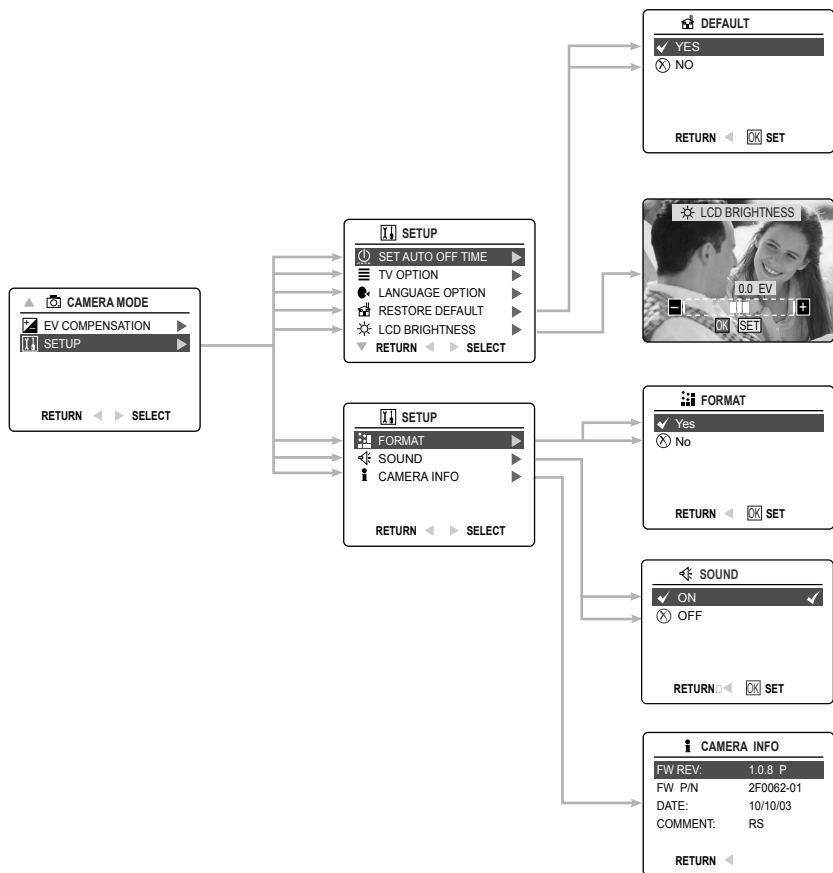 DEFAULT
YES
NO
RETURN OK SET
LCD BRIGHTNESS
0.0 EV
OK SET
SETUP
SET AUTO OFF TIME
TV OPTION
LANGUAGE OPTION
RESTORE DEFAULT
LCD BRIGHTNESS
RETURN SELECT
CAMERA MODE
EV COMPENSATION
SETUP
RETURN SELECT
SETUP
FORMAT
SOUND
CAMERA INFO
RETURN SELECT
FORMAT
Yes
No
RETURN OK SET
SOUND
ON
OFF
RETURN OK SET
CAMERA INFO
FW REV: 1.0.8 P
FW P/N 2F0062-01
DATE: 10/10/03
COMMENT: RS
RETURN